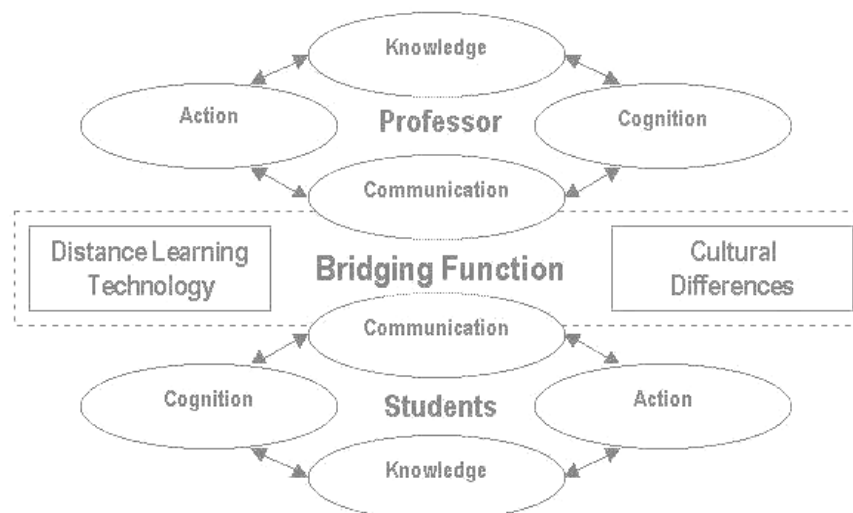 Knowledge
Action
Professor
Cognition
Communication
Distance Learning
Technology
Bridging Function
Cultural
Differences
Communication
Cognition
Students
Action
Knowledge